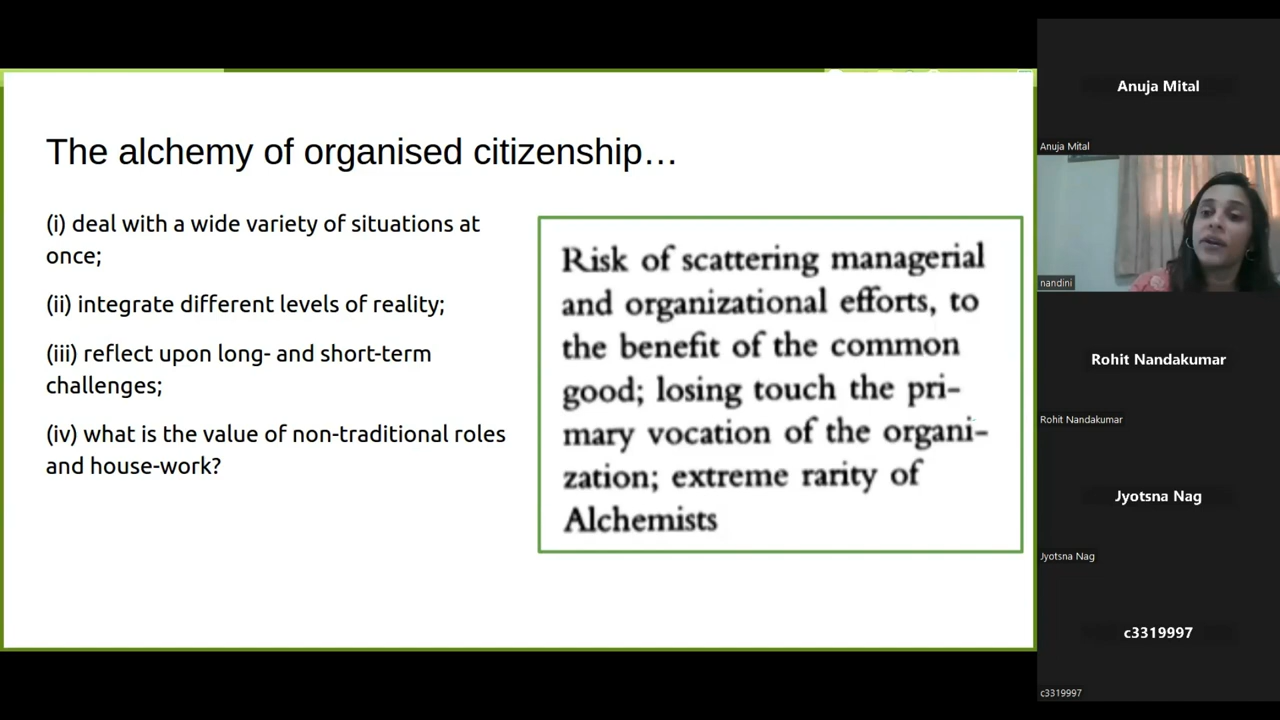 The alchemy of organised citizenship…
(i) deal with a wide variety of situations at
once;
(ii) integrate different levels of reality;
(iii) reflect upon long- and short-term
challenges;
(iv) what is the value of non-traditional roles
and house-work?
Risk of scattering managerial
and organizational efforts, to
the benefit of the common
good; losing touch the pri-
mary vocation of the organi-
zation; extreme rarity of
Alchemists
Anuja Mital
Anuja Mital
nandini
Rohit Nandakumar
Rohit Nandakumar
Jyotsna Nag
Jyotsna Nag
c3319997
c3319997